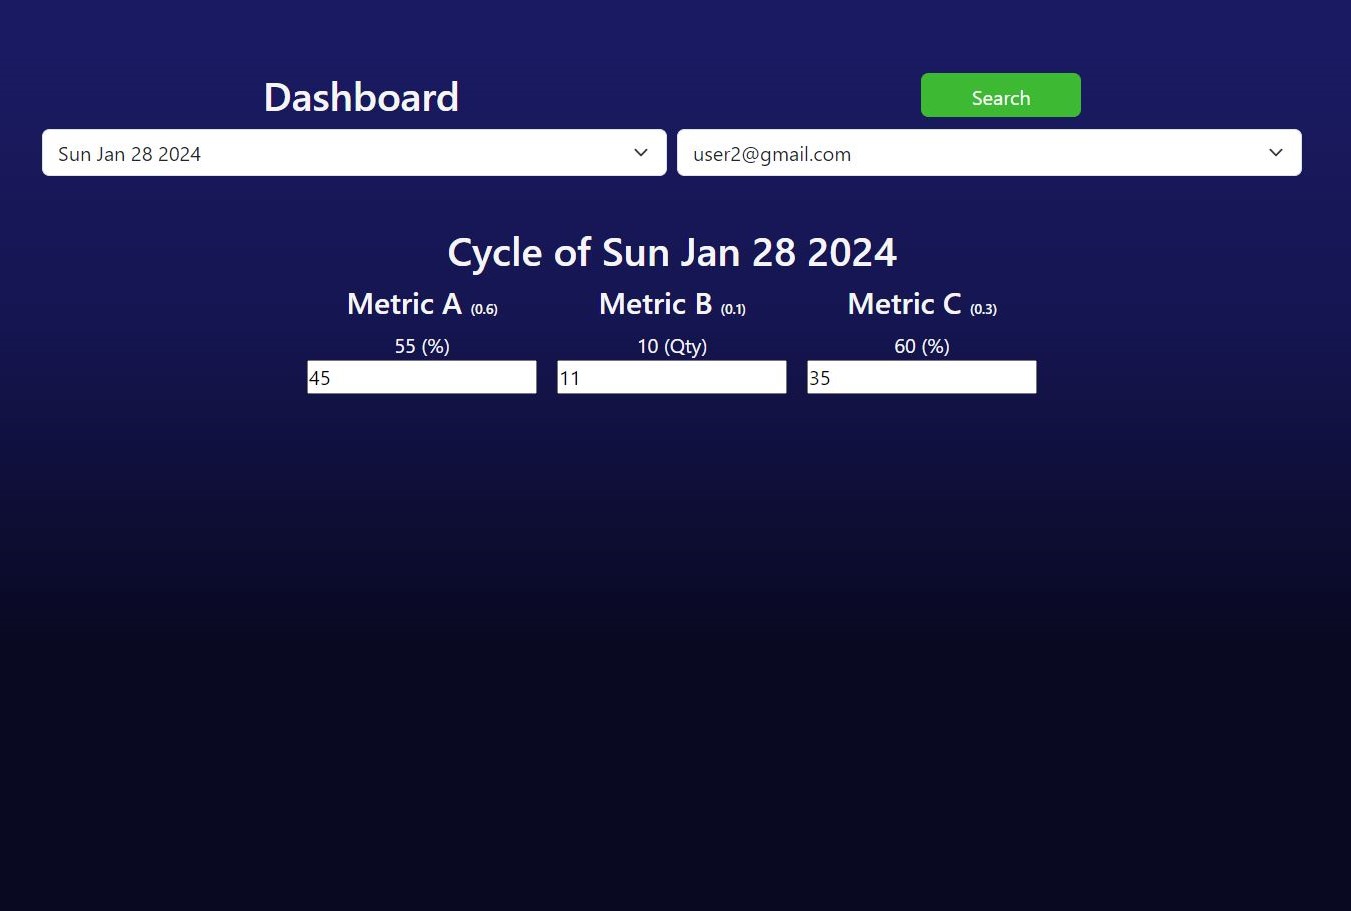 Dashboard
Search
Sun Jan 28 2024
user2@gmail.com
Cycle of Sun Jan 28 2024
Metric A (0.6)
Metric B (0.1)
Metric C (0.3)
55 (%)
10 (Qty)
60 (%)
45
11
35